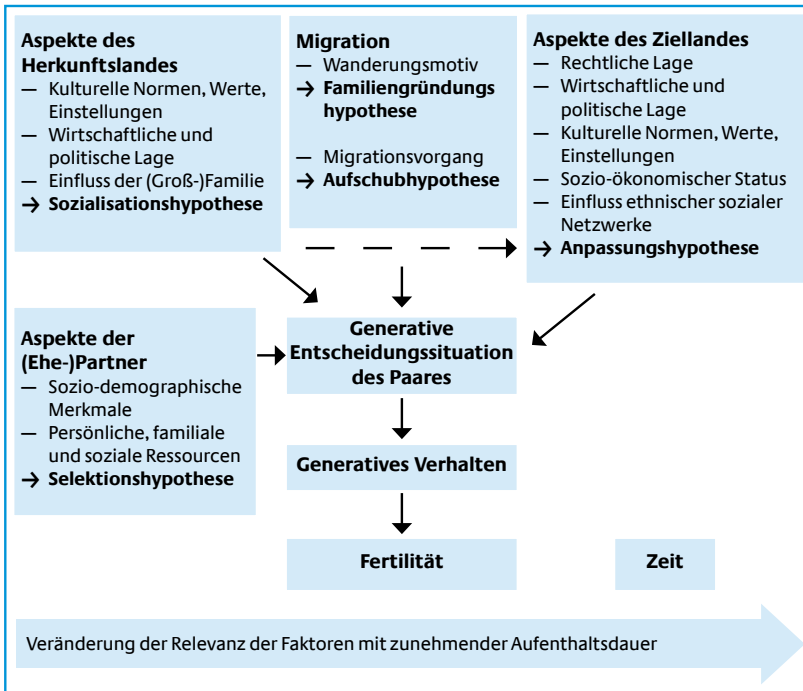 Aspekte des
Herkunftslandes
— Kulturelle Normen, Werte,
Einstellungen
— Wirtschaftliche und
politische Lage
— Einfluss der (Groß-)Familie
→ Sozialisationshypothese
Migration
— Wanderungsmotiv
→ Familiengründungs
hypothese
— Migrationsvorgang
→ Aufschubhypothese
Aspekte des Ziellandes
— Rechtliche Lage
— Wirtschaftliche und
politische Lage
— Kulturelle Normen, Werte,
Einstellungen
— Sozio-ökonomischer Status
— Einfluss ethnischer sozialer
Netzwerke
→ Anpassungshypothese
Aspekte der
(Ehe-)Partner
— Sozio-demographische
Merkmale
— Persönliche, familiale
und soziale Ressourcen
→ Selektionshypothese
Generative
Entscheidungssituation
des Paares
Generatives Verhalten
Fertilität
Zeit
Veränderung der Relevanz der Faktoren mit zunehmender Aufenthaltsdauer